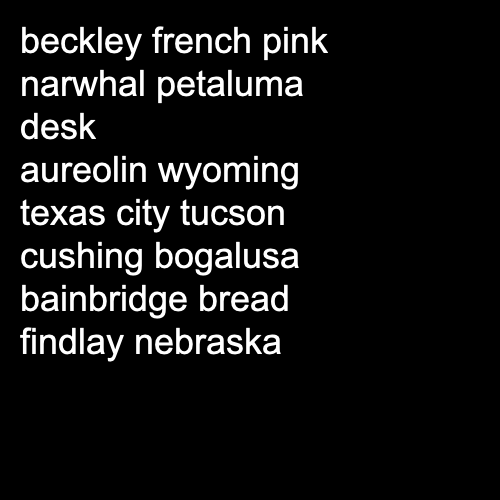 beckley french pink
narwhal petaluma
desk
aureolin wyoming
texas city tucson
cushing bogalusa
bainbridge bread
findlay nebraska